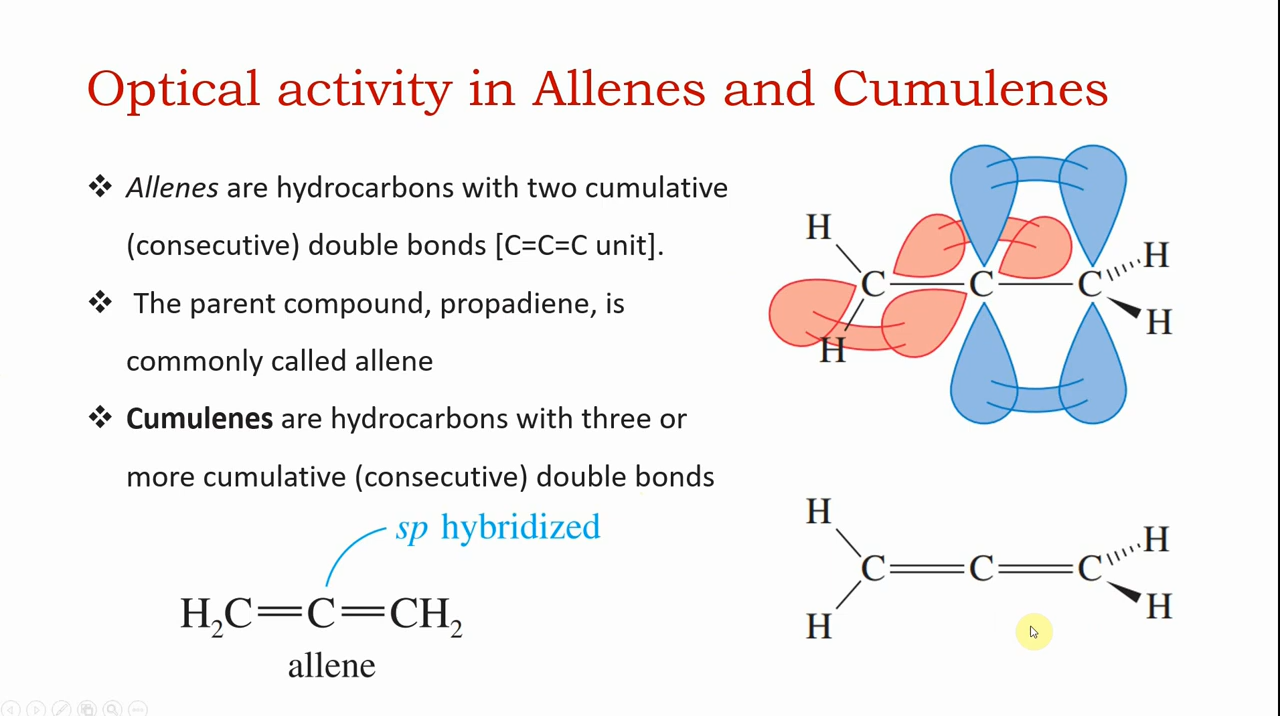 Optical activity in Allenes and Cumulenes
❖ Allenes are hydrocarbons with two cumulative
(consecutive) double bonds [C=C=C unit].
❖ The parent compound, propadiene, is
commonly called allene
❖ Cumulenes are hydrocarbons with three or
more cumulative (consecutive) double bonds
sp hybridized
H₂C=C=CH₂
allene
H
H
C C C
H
H
H
H
C=C=C
H
H